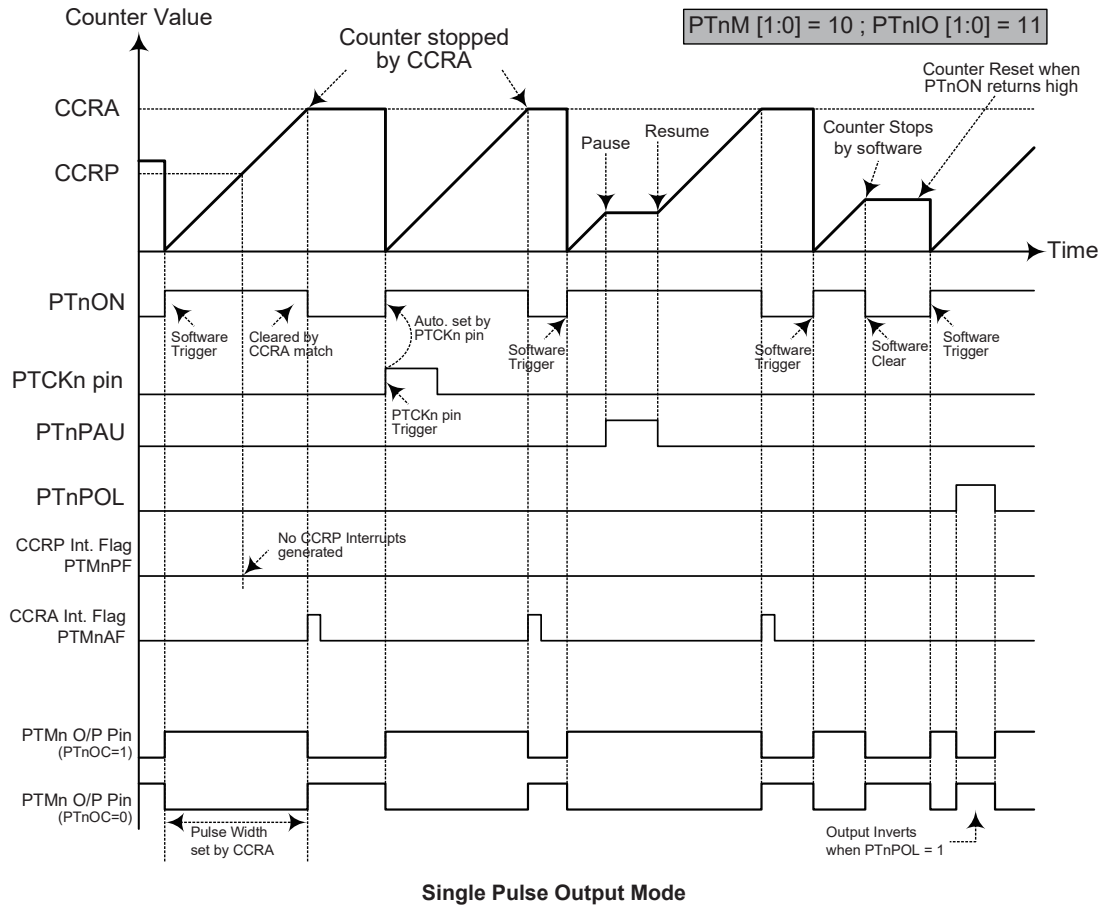 Counter Value
PTnM [1:0] = 10 ; PTnIO [1:0] = 11
Counter stopped
by CCRA
Counter Reset when
PTnON returns high
CCRA
CCRP
Pause
Resume
Counter Stops
by software
Time
PTnON
Software
Trigger
Cleared by
CCRA match
Auto. set by
PTCKn pin
Software
Trigger
Software
Trigger
Software
Clear
Software
Trigger
PTCKn pin
PTCKn pin
Trigger
PTnPAU
PTnPOL
CCRP Int. Flag
PTMnPF
No CCRP Interrupts
generated
CCRA Int. Flag
PTMnAF
PTMn O/P Pin
(PTnOC=1)
PTMn O/P Pin
(PTnOC=0)
Pulse Width
set by CCRA
Output Inverts
when PTnPOL = 1
Single Pulse Output Mode